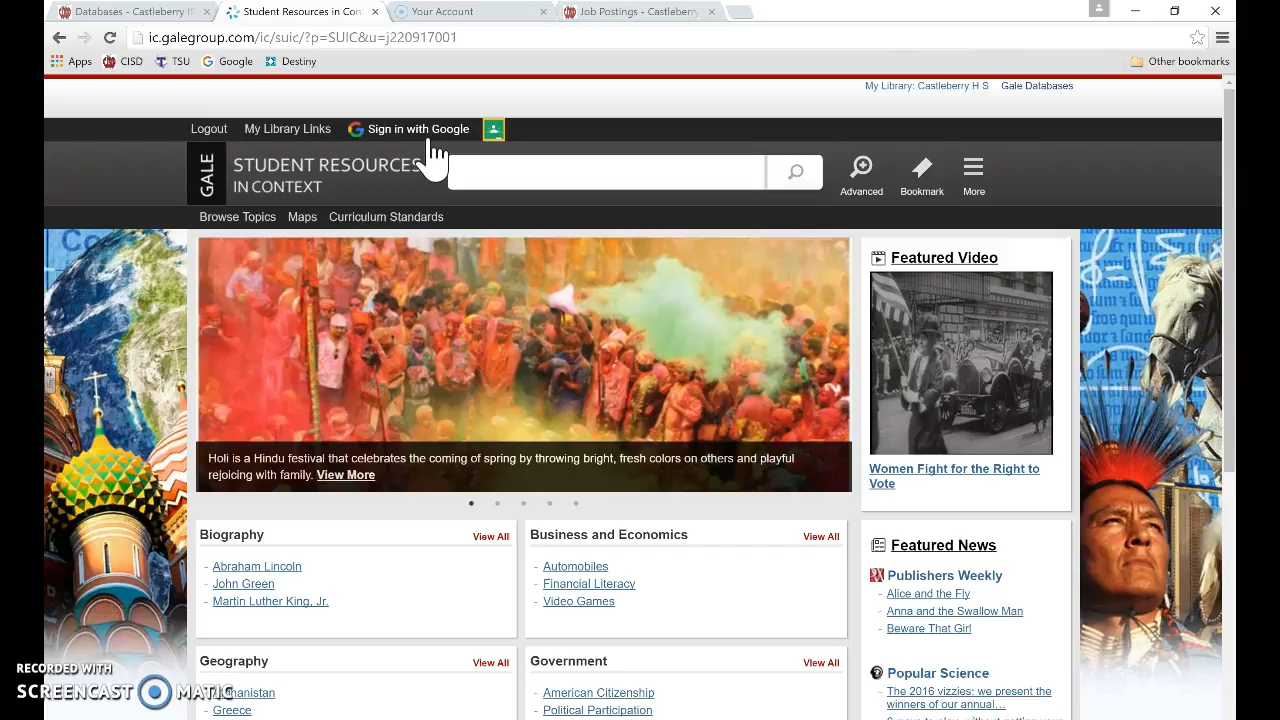 Databases - Castleberry IS
Student Resources in Con
Your Account
Job Postings - Castleberr
ic.galegroup.com/ic/suic/?p=SUIC&u=j220917001
Apps CISD TSU Google Destiny Other bookmarks
My Library: Castleberry H S Gale Databases
Logout My Library Links Sign in with Google
GALE
STUDENT RESOURCES
IN CONTEXT
Advanced Bookmark More
Browse Topics Maps Curriculum Standards
Holi is a Hindu festival that celebrates the coming of spring by throwing bright, fresh colors on others and playful
rejoicing with family. View More
Featured Video
Women Fight for the Right to
Vote
Biography View All
- Abraham Lincoln
- John Green
- Martin Luther King, Jr.
Business and Economics View All
- Automobiles
- Financial Literacy
- Video Games
Featured News
Publishers Weekly
- Alice and the Fly
- Anna and the Swallow Man
- Beware That Girl
Geography View All
Greece
Government View All
- American Citizenship
- Political Participation
Popular Science
- The 2016 vizzies: we present the
winners of our annual...
RECORDED WITH
SCREENCAST MATIC